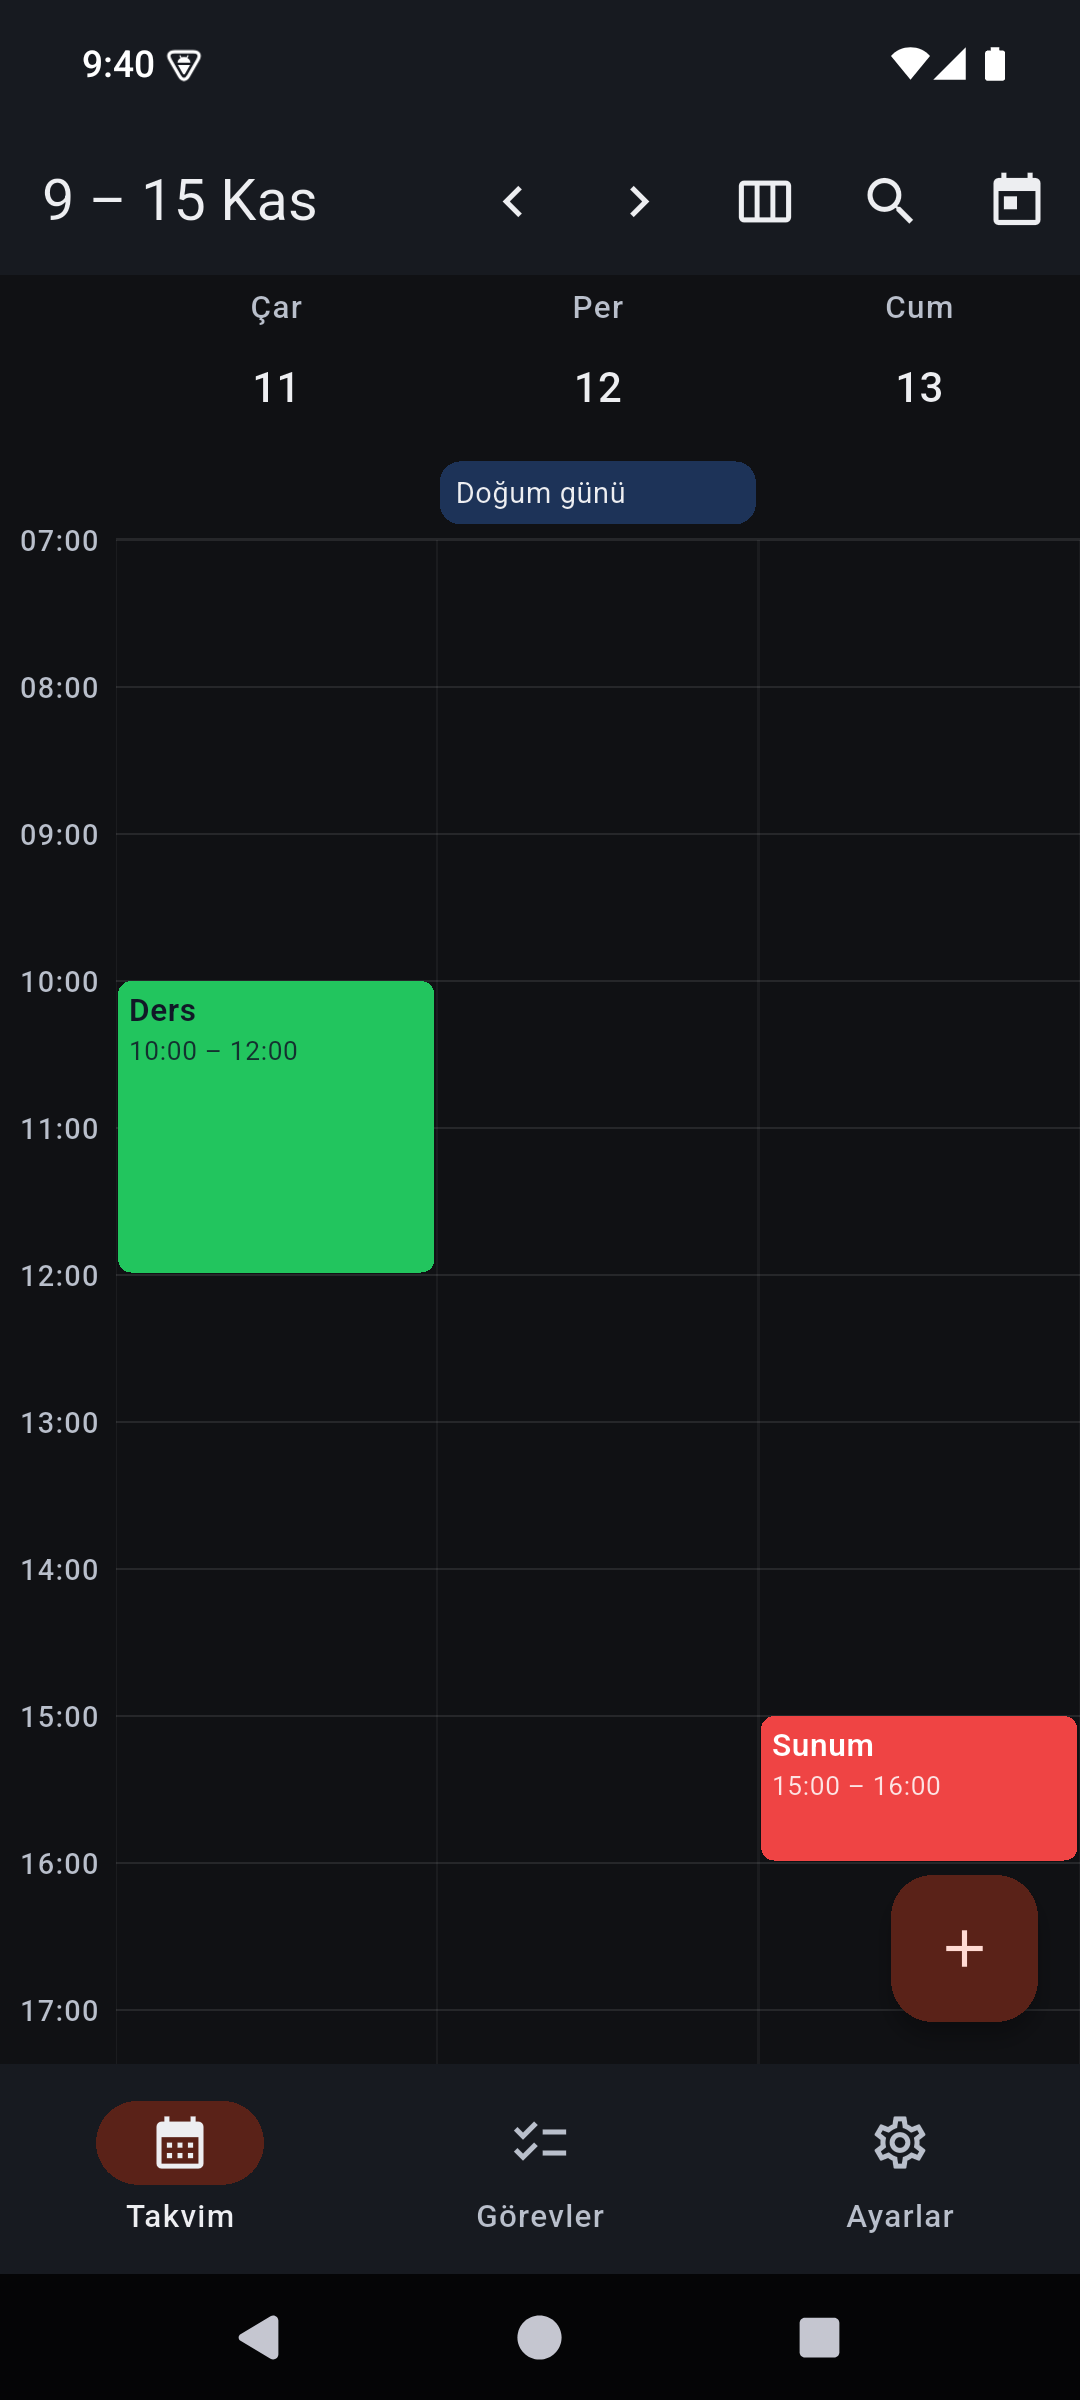 9:40
9 – 15 Kas
Çar
Per
Cum
11
12
13
Doğum günü
07:00
08:00
09:00
10:00
Ders
10:00 – 12:00
11:00
12:00
13:00
14:00
15:00
Sunum
15:00 – 16:00
16:00
17:00
Takvim
Görevler
Ayarlar